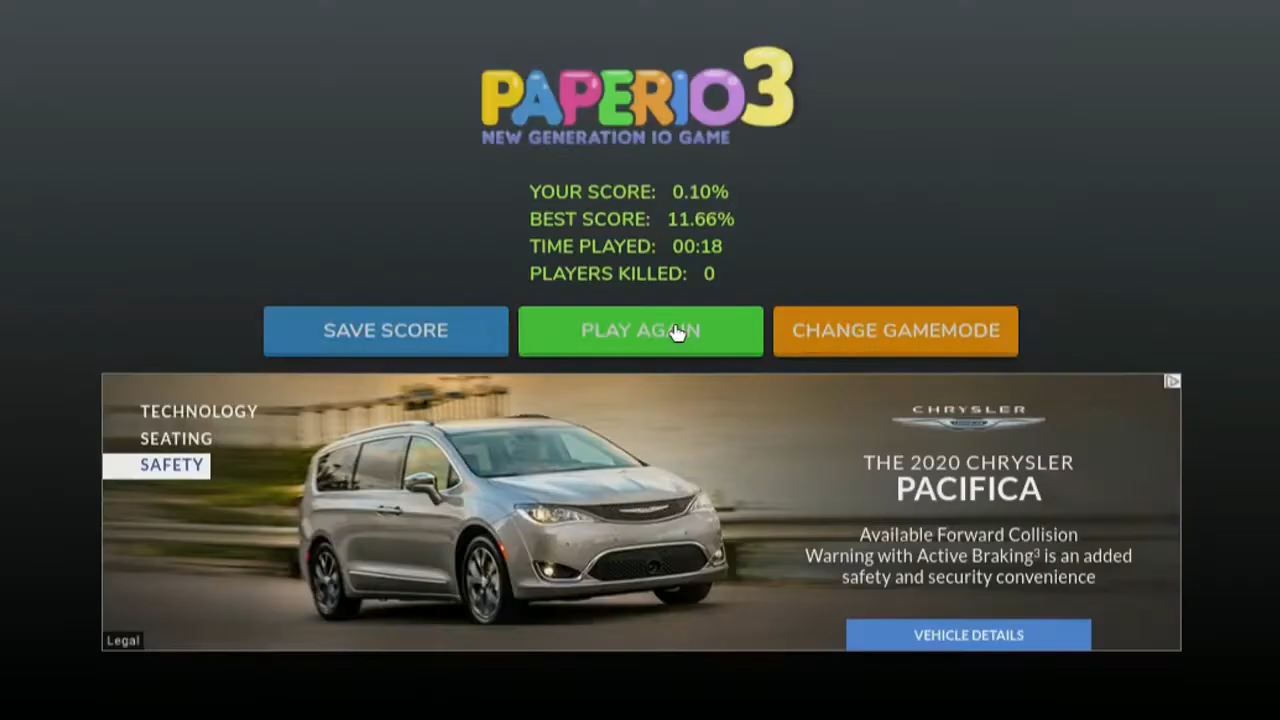 PAPERIO3
NEW GENERATION IO GAME
YOUR SCORE: 0.10%
BEST SCORE: 11.66%
TIME PLAYED: 00:18
PLAYERS KILLED: 0
SAVE SCORE
PLAY AGAIN
CHANGE GAMEMODE
TECHNOLOGY
SEATING
SAFETY
CHRYSLER
THE 2020 CHRYSLER
PACIFICA
Available Forward Collision
Warning with Active Braking³ is an added
safety and security convenience
VEHICLE DETAILS
Legal